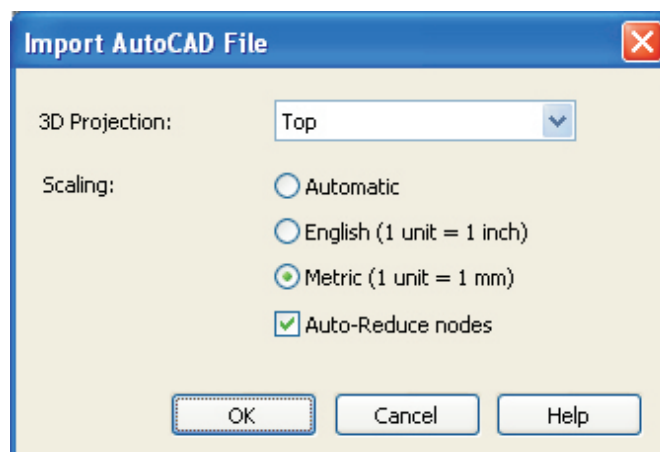 Import AutoCAD File
3D Projection: Top
Scaling: Automatic
English (1 unit = 1 inch)
Metric (1 unit = 1 mm)
Auto-Reduce nodes
OK Cancel Help